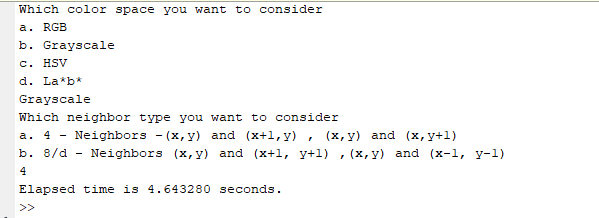 Which color space you want to consider
a. RGB
b. Grayscale
c. HSV
d. La*b*
Grayscale
Which neighbor type you want to consider
a. 4 - Neighbors -(x,y) and (x+1,y) , (x,y) and (x,y+1)
b. 8/d - Neighbors (x,y) and (x+1, y+1) ,(x,y) and (x-1, y-1)
4
Elapsed time is 4.643280 seconds.
>>